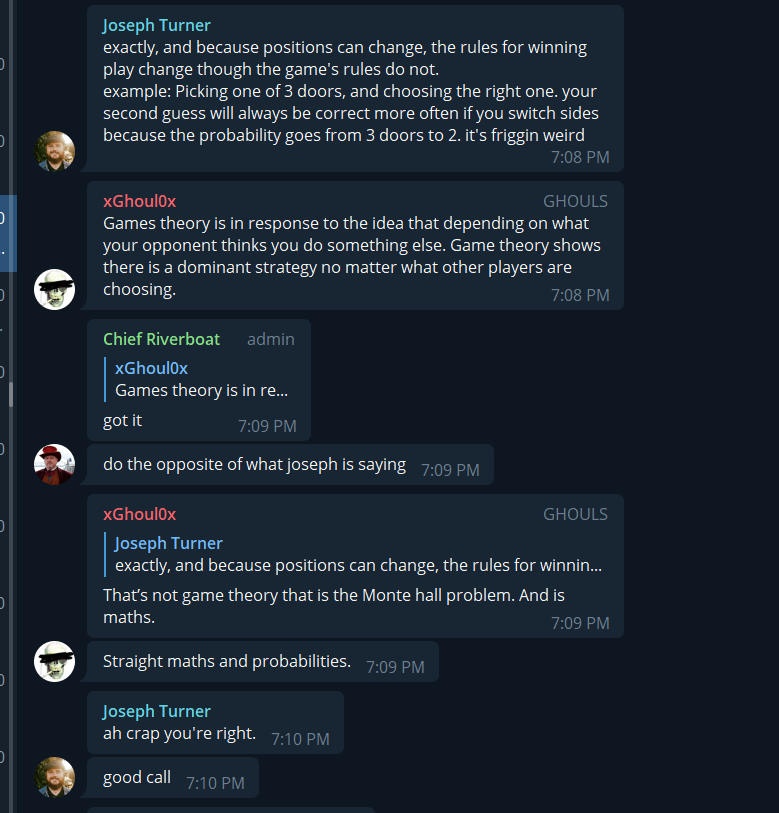 Joseph Turner
exactly, and because positions can change, the rules for winning
play change though the game's rules do not.
example: Picking one of 3 doors, and choosing the right one. your
second guess will always be correct more often if you switch sides
because the probability goes from 3 doors to 2. it's friggin weird
7:08 PM
xGhoul0x GHOULS
Games theory is in response to the idea that depending on what
your opponent thinks you do something else. Game theory shows
there is a dominant strategy no matter what other players are
choosing.
7:08 PM
Chief Riverboat admin
xGhoul0x
Games theory is in re...
got it 7:09 PM
do the opposite of what joseph is saying 7:09 PM
xGhoul0x GHOULS
Joseph Turner
exactly, and because positions can change, the rules for winnin...
That's not game theory that is the Monte hall problem. And is
maths.
7:09 PM
Straight maths and probabilities. 7:09 PM
Joseph Turner
ah crap you're right. 7:10 PM
good call 7:10 PM